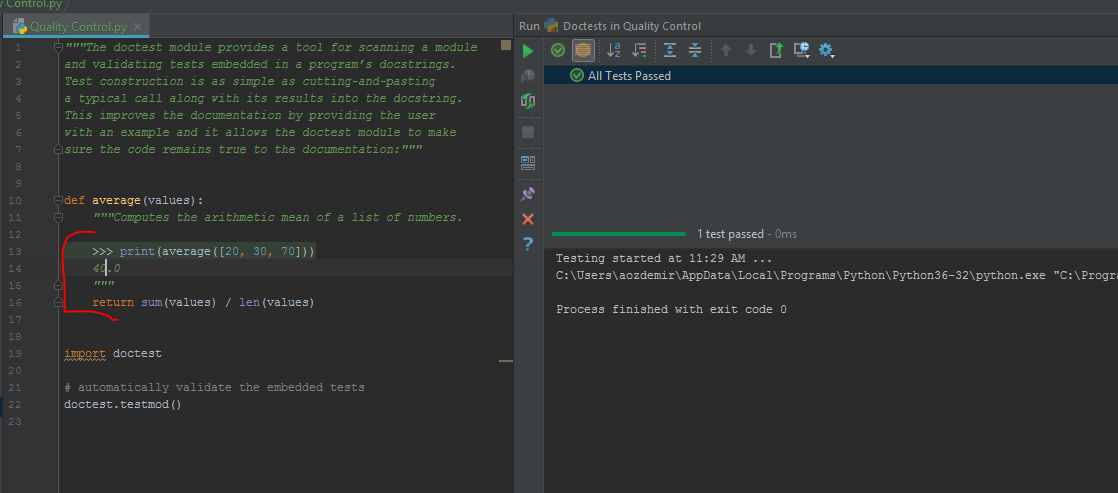 y Control.py
Quality Control.py
1 """The doctest module provides a tool for scanning a module
2 and validating tests embedded in a program's docstrings.
3 Test construction is as simple as cutting-and-pasting
4 a typical call along with its results into the docstring.
5 This improves the documentation by providing the user
6 with an example and it allows the doctest module to make
7 sure the code remains true to the documentation:"""
8
9
10 def average(values):
11 """Computes the arithmetic mean of a list of numbers.
12
13 >>> print(average([20, 30, 70]))
14 40.0
15 """
16 return sum(values) / len(values)
17
18
19 import doctest
20
21 # automatically validate the embedded tests
22 doctest.testmod()
23
Run Doctests in Quality Control
All Tests Passed
1 test passed - 0ms
Testing started at 11:29 AM ...
C:\Users\aozdemir\AppData\Local\Programs\Python\Python36-32\python.exe "C:\Progra
Process finished with exit code 0